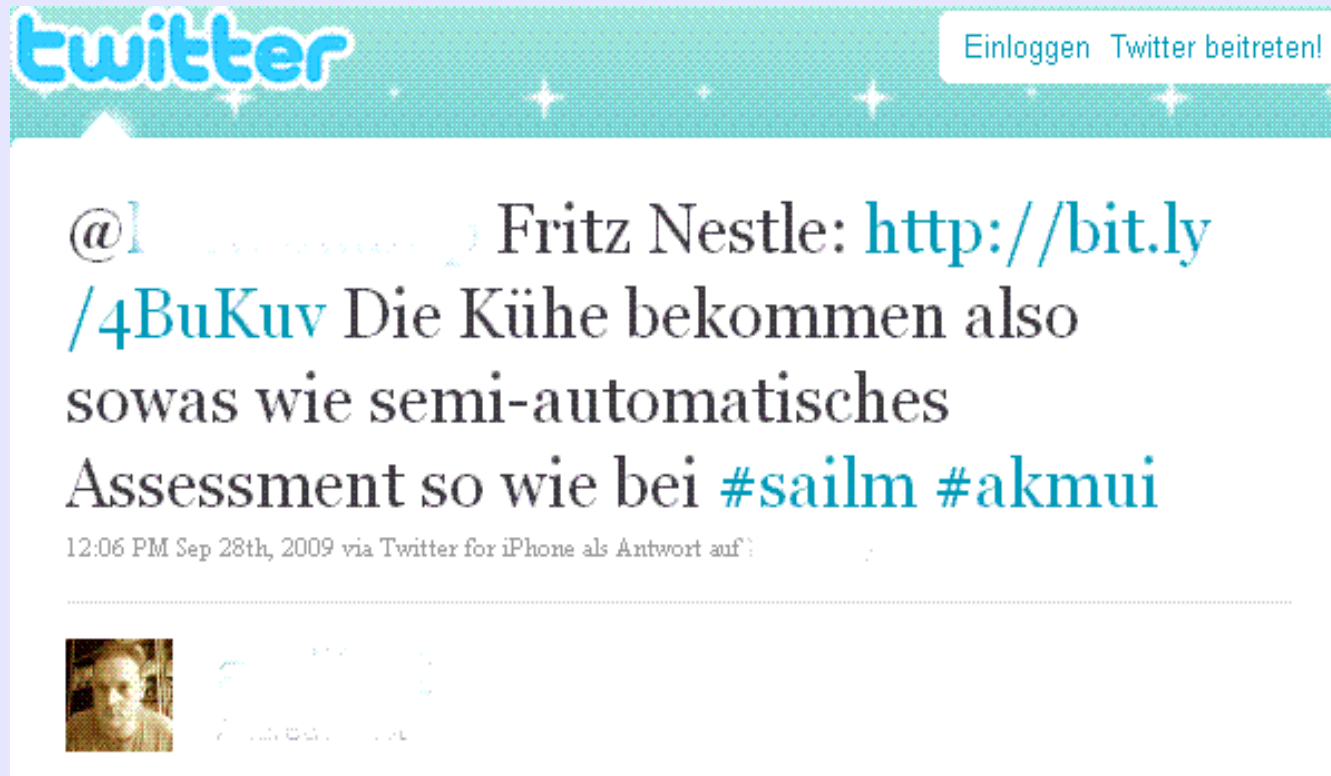 twitter
Einloggen Twitter beitreten!
@ Fritz Nestle: http://bit.ly
/4BuKuv Die Kühe bekommen also
sowas wie semi-automatisches
Assessment so wie bei #sailm #akmui
12:06 PM Sep 28th, 2009 via Twitter for iPhone als Antwort auf